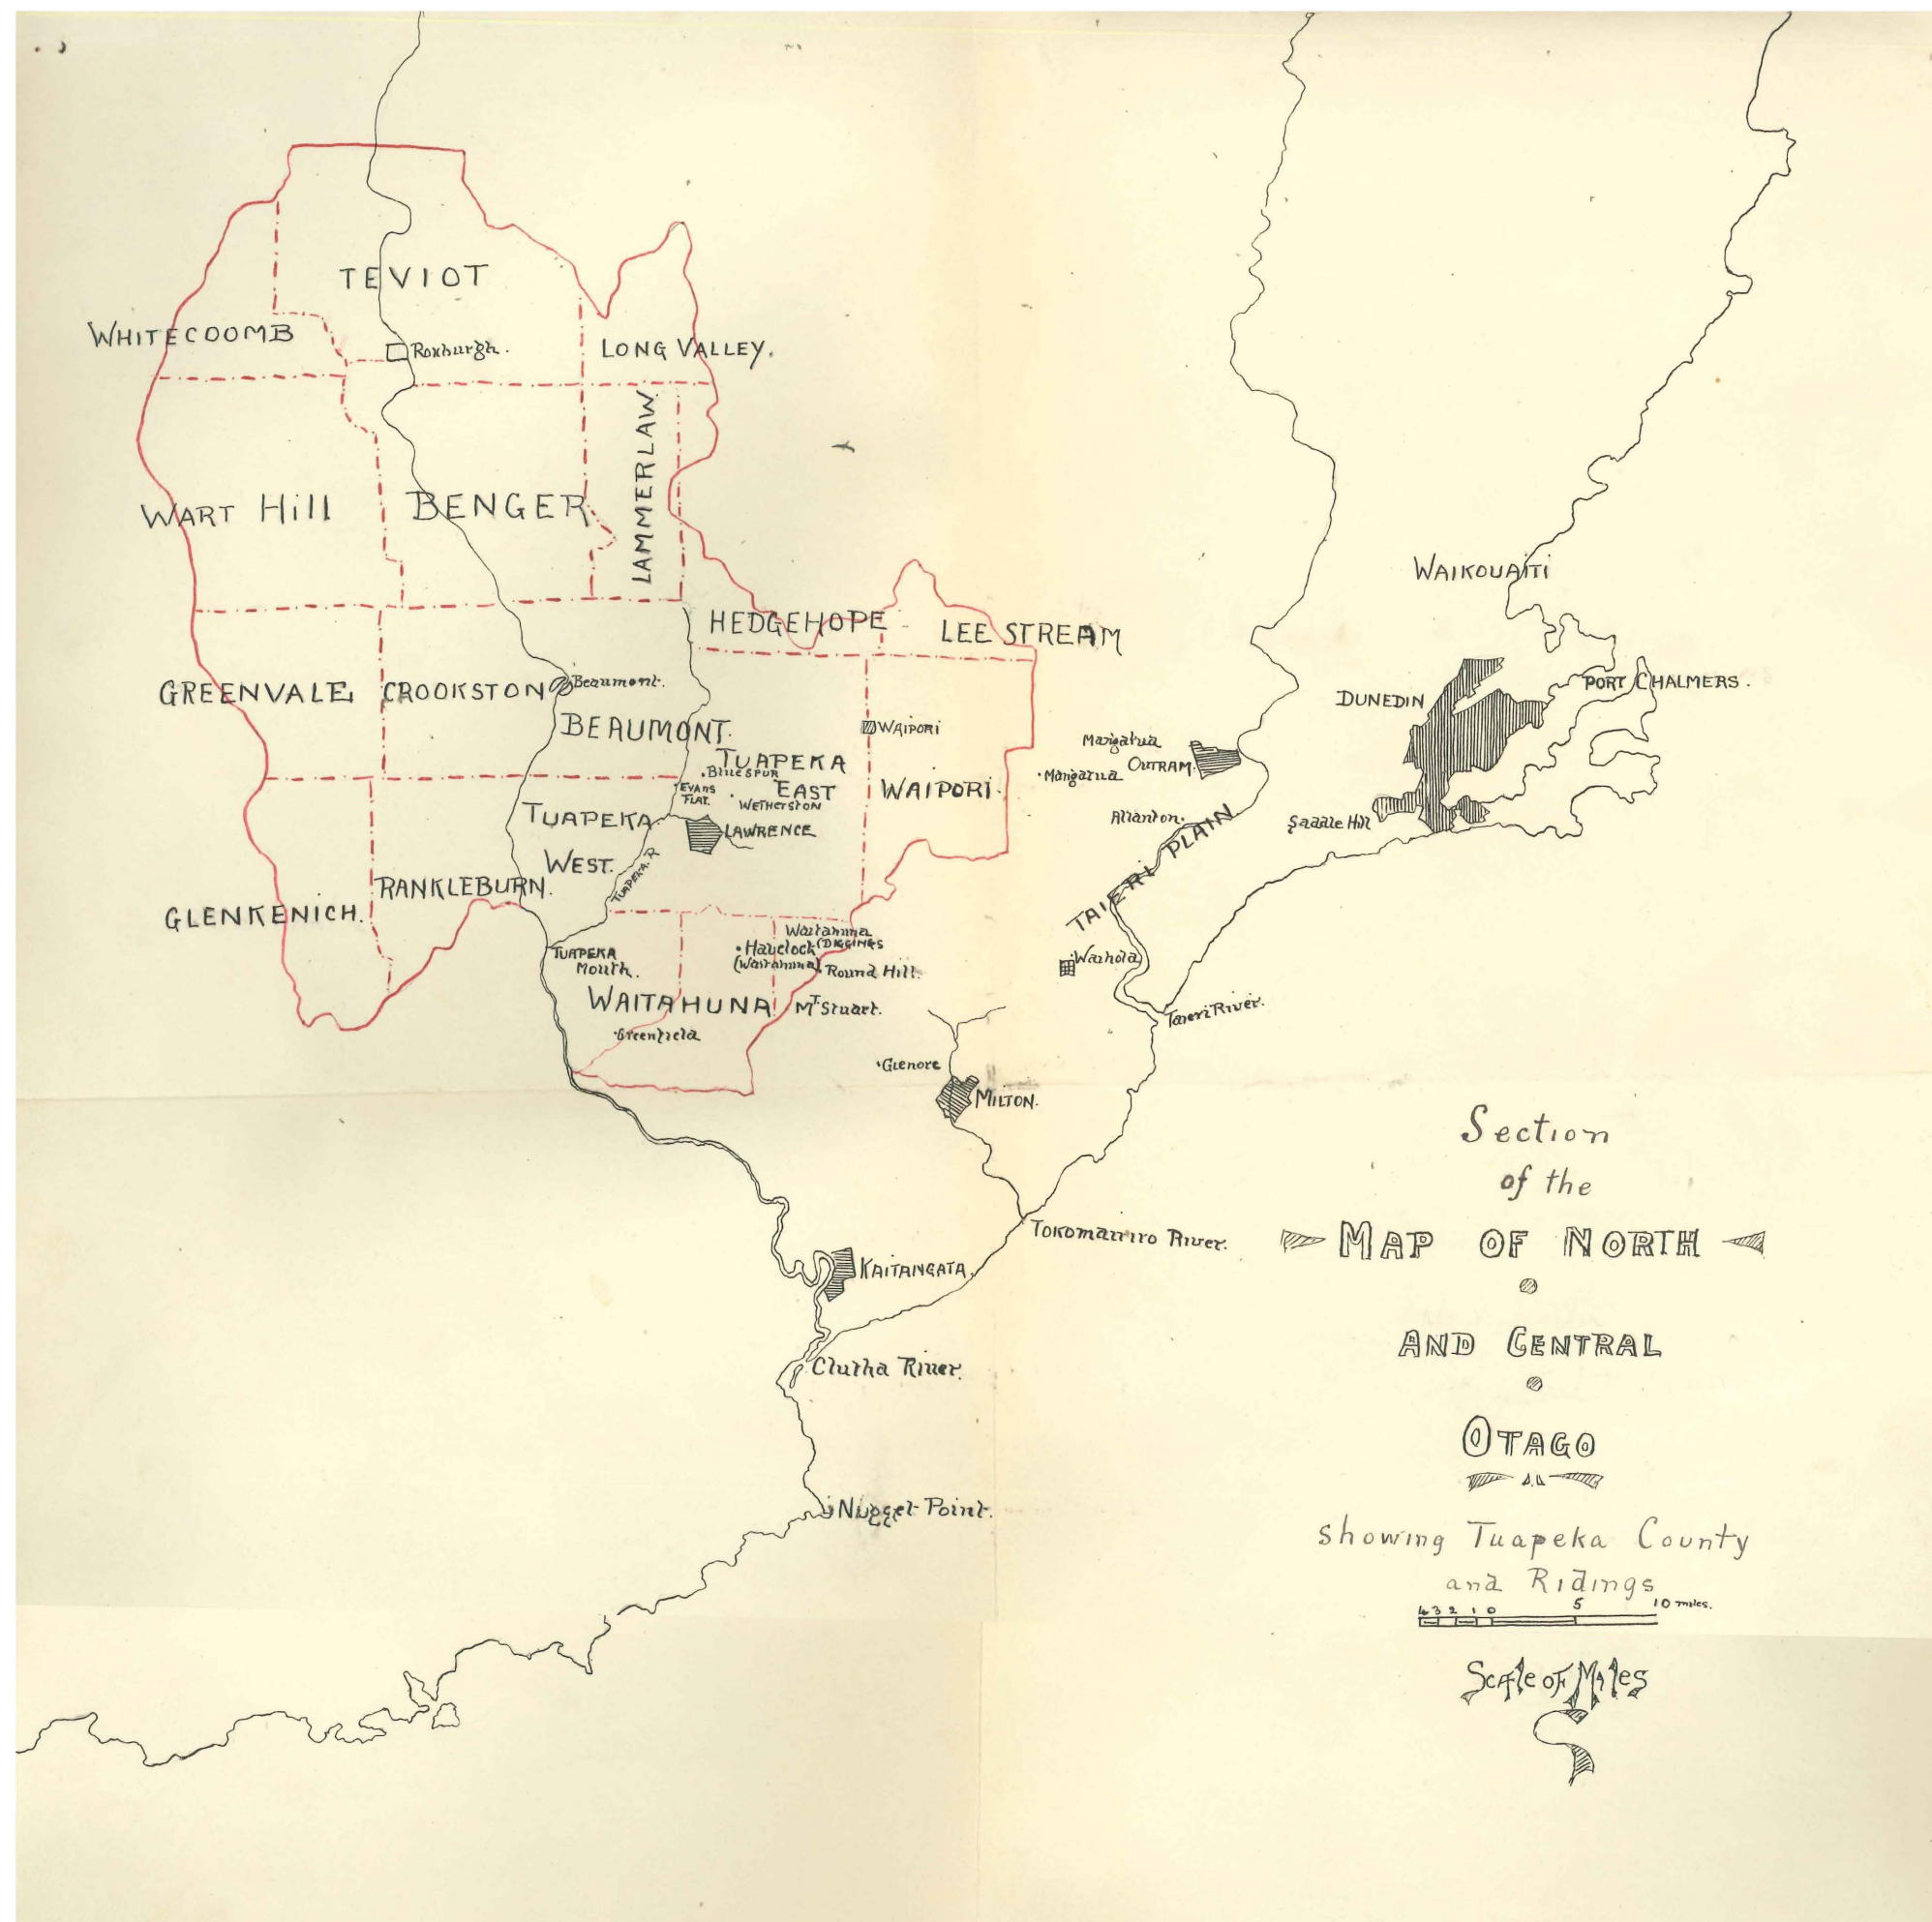 TEVIOT
WHITECOOMB
Roxburgh.
LONG VALLEY.
LAMMERLAW
WART Hill
BENGER
WAIKOUAITI
HEDGEHOPE
LEE STREAM
GREENVALE
CROOKSTON
Beaumont.
PORT CHALMERS.
DUNEDIN
BEAUMONT.
WAIPORI
TUAPEKA
EAST
BLUE SPUR
EVANS
FLAT.
WETHERSTON
WAIPORI.
Mangatua
OUTRAM.
Mangatua
TUAPEKA
WEST.
LAWRENCE
TUAPEKA. R
Allanton.
Saddle Hill
TAIERI PLAIN
RANKLEBURN.
GLENKENICH.
Waitahuna
(DIGGINGS
Havelock
(Waitahuna)
Round Hill.
TUAPEKA
Mouth.
Waihola
WAITAHUNA
MT. Stuart.
Taieri River.
Greenfield
Glenore
MILTON.
Section
of the
MAP OF NORTH
AND CENTRAL
OTAGO
showing Tuapeka County
and Ridings
4 3 2 1 0 5 10 miles.
Scale of Miles
Tokomairiro River.
KAITANGATA
Clutha River.
Nugget Point.